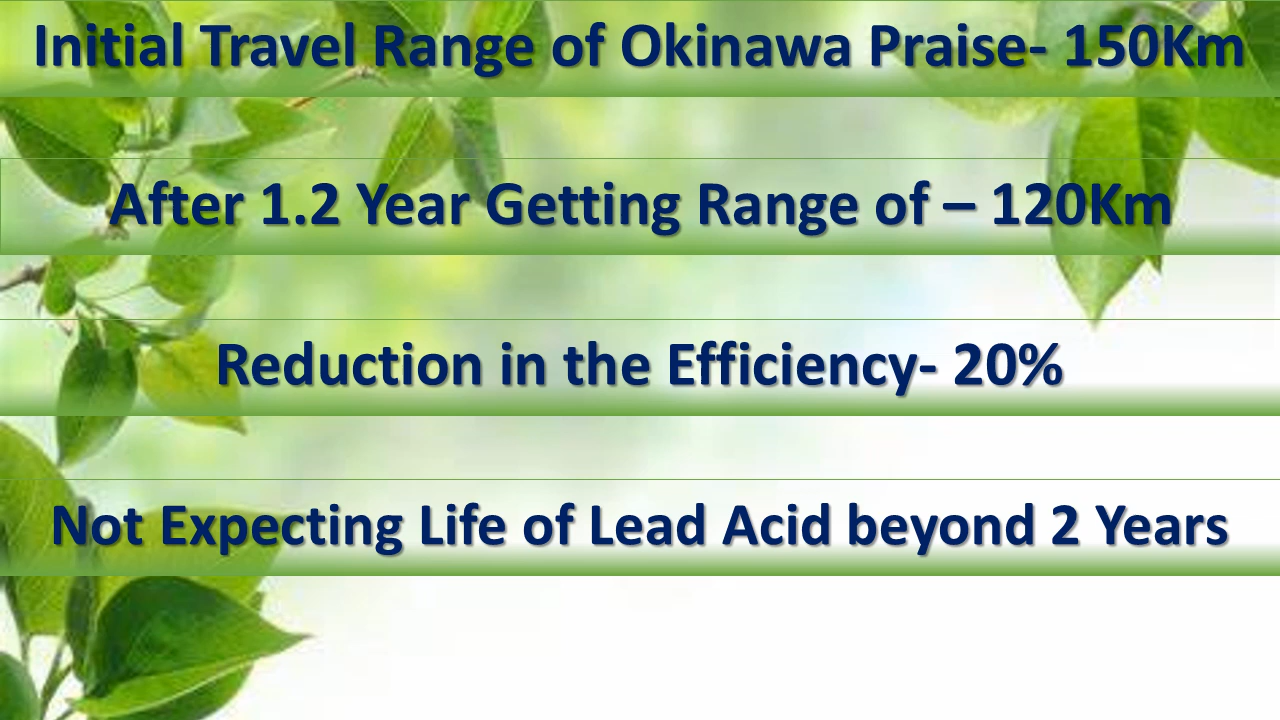 Initial Travel Range of Okinawa Praise- 150Km
After 1.2 Year Getting Range of – 120Km
Reduction in the Efficiency- 20%
Not Expecting Life of Lead Acid beyond 2 Years